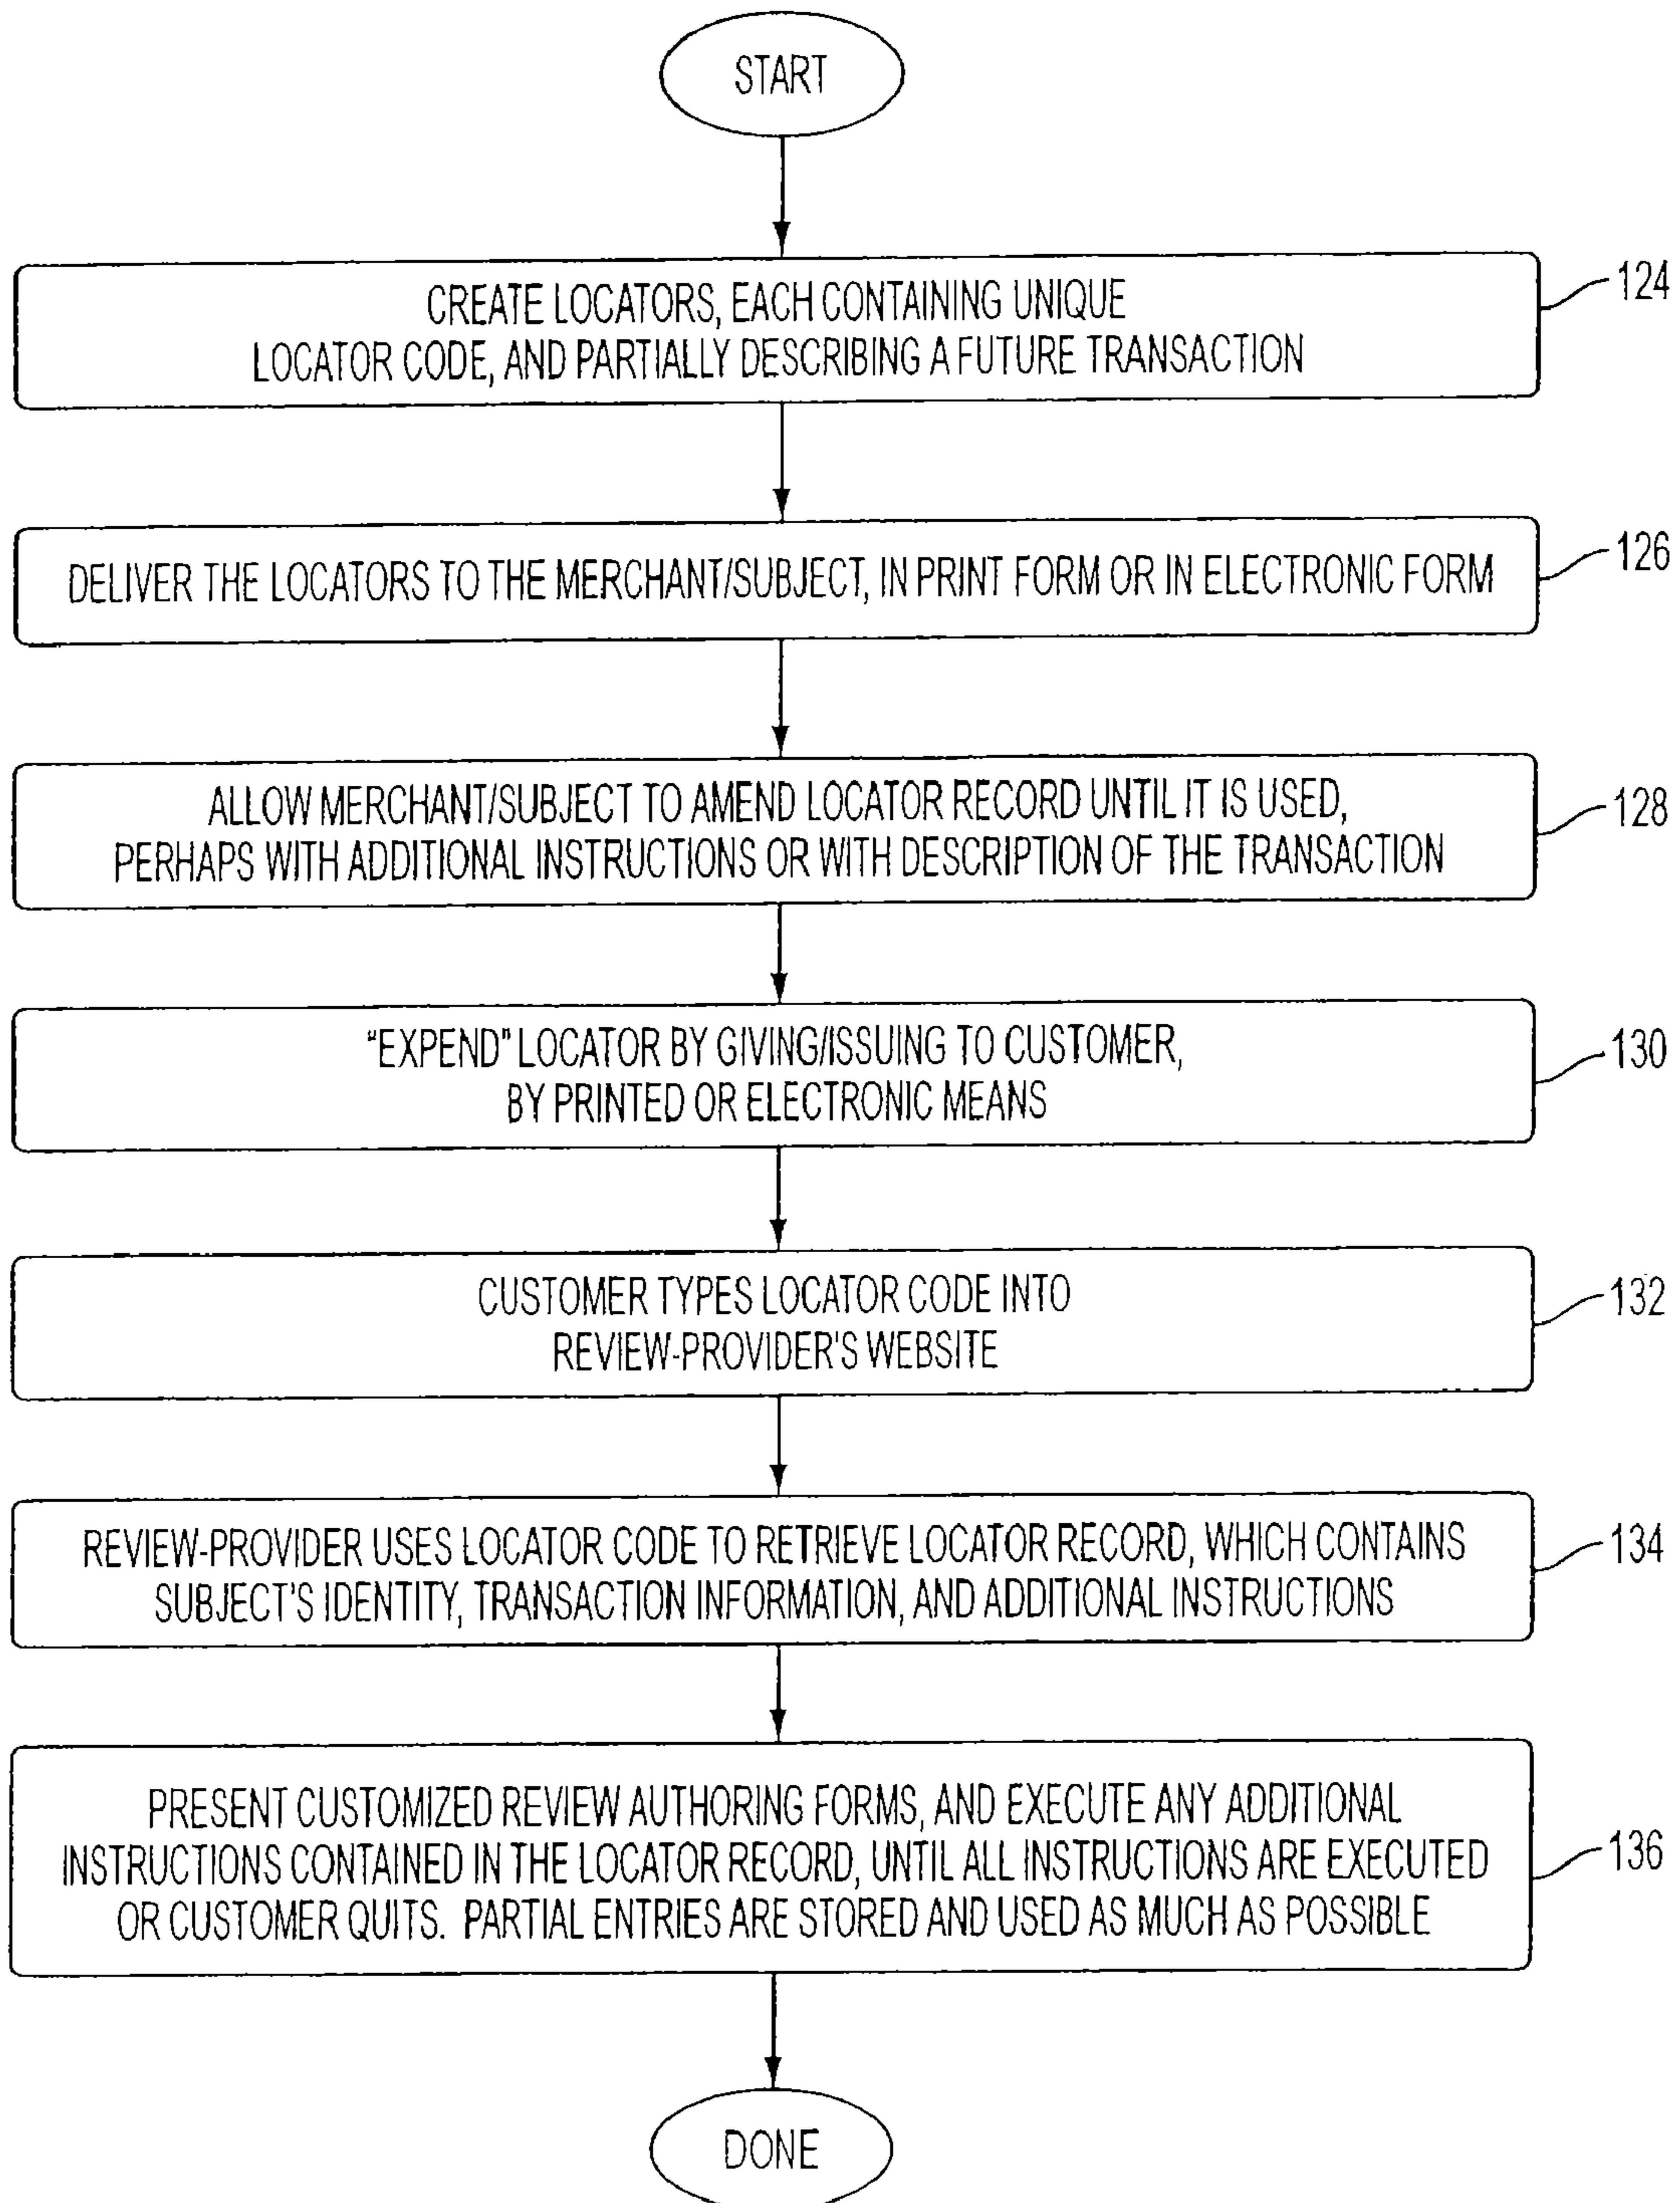 START
CREATE LOCATORS, EACH CONTAINING UNIQUE
LOCATOR CODE, AND PARTIALLY DESCRIBING A FUTURE TRANSACTION
124
DELIVER THE LOCATORS TO THE MERCHANT/SUBJECT, IN PRINT FORM OR IN ELECTRONIC FORM
126
ALLOW MERCHANT/SUBJECT TO AMEND LOCATOR RECORD UNTIL IT IS USED,
PERHAPS WITH ADDITIONAL INSTRUCTIONS OR WITH DESCRIPTION OF THE TRANSACTION
128
"EXPEND" LOCATOR BY GIVING/ISSUING TO CUSTOMER,
BY PRINTED OR ELECTRONIC MEANS
130
CUSTOMER TYPES LOCATOR CODE INTO
REVIEW-PROVIDER'S WEBSITE
132
REVIEW-PROVIDER USES LOCATOR CODE TO RETRIEVE LOCATOR RECORD, WHICH CONTAINS
SUBJECT'S IDENTITY, TRANSACTION INFORMATION, AND ADDITIONAL INSTRUCTIONS
134
PRESENT CUSTOMIZED REVIEW AUTHORING FORMS, AND EXECUTE ANY ADDITIONAL
INSTRUCTIONS CONTAINED IN THE LOCATOR RECORD, UNTIL ALL INSTRUCTIONS ARE EXECUTED
OR CUSTOMER QUITS. PARTIAL ENTRIES ARE STORED AND USED AS MUCH AS POSSIBLE
136
DONE